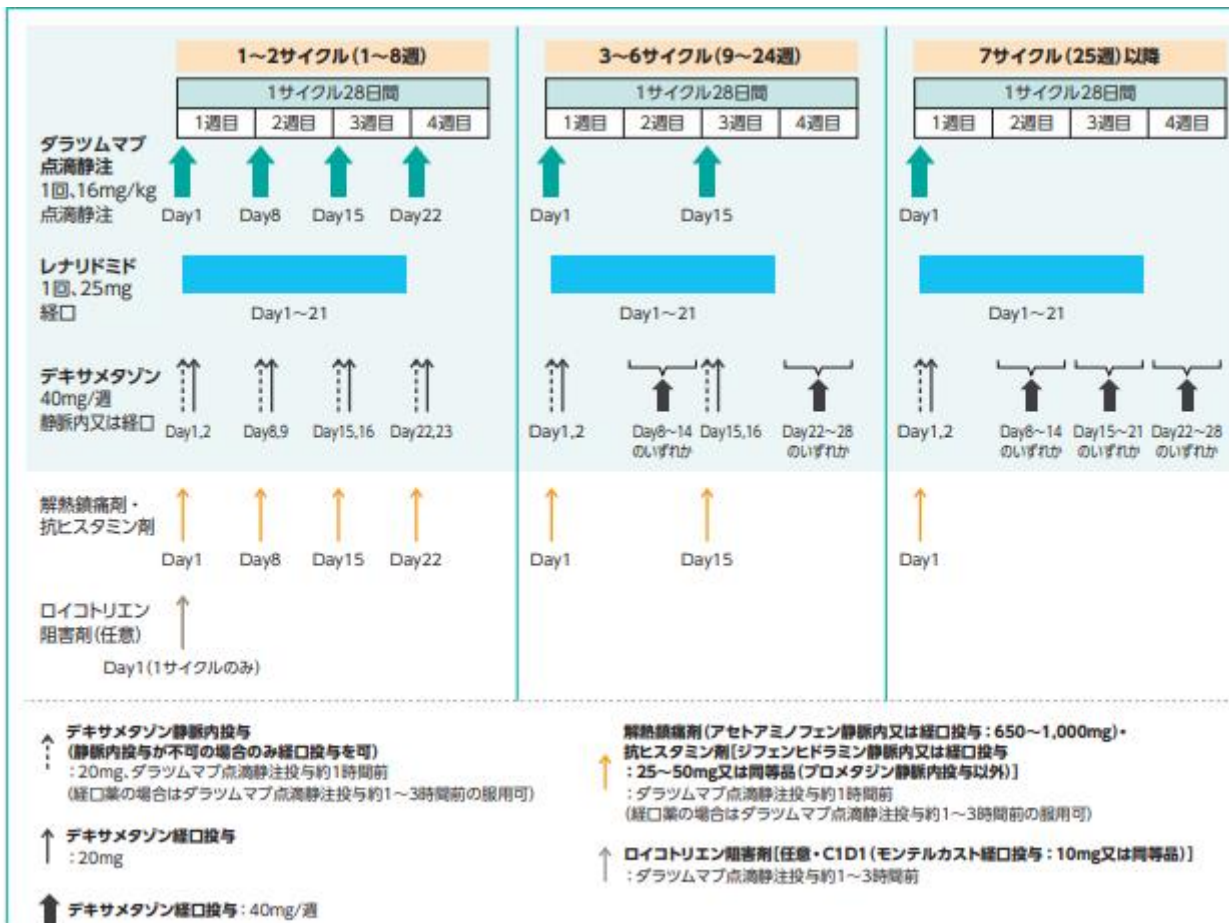 1～2サイクル(1～8週)
3～6サイクル(9～24週)
7サイクル(25週)以降
1サイクル28日間
1サイクル28日間
1サイクル28日間
1週目 2週目 3週目 4週目
1週目 2週目 3週目 4週目
1週目 2週目 3週目 4週目
ダラツムマブ
点滴静注
1回、16mg/kg
点滴静注
Day1 Day8 Day15 Day22
Day1 Day15
Day1
レナリドミド
1回、25mg
経口
Day1～21
Day1～21
Day1～21
デキサメタゾン
40mg/週
静脈内又は経口
Day1,2 Day8,9 Day15,16 Day22,23
Day1,2
Day8～14
のいずれか
Day15,16
Day22～28
のいずれか
Day1,2
Day8～14
のいずれか
Day15～21
のいずれか
Day22～28
のいずれか
解熱鎮痛剤・
抗ヒスタミン剤
Day1 Day8 Day15 Day22
Day1 Day15
Day1
ロイコトリエン
阻害剤(任意)
Day1(1サイクルのみ)
デキサメタゾン静脈内投与
(静脈内投与が不可の場合のみ経口投与を可)
:20mg、ダラツムマブ点滴静注投与約1時間前
(経口薬の場合はダラツムマブ点滴静注投与約1～3時間前の服用可)
デキサメタゾン経口投与
:20mg
デキサメタゾン経口投与:40mg/週
解熱鎮痛剤(アセトアミノフェン静脈内又は経口投与:650～1,000mg)・
抗ヒスタミン剤[ジフェンヒドラミン静脈内又は経口投与
:25～50mg又は同等品(プロメタジン静脈内投与以外)]
:ダラツムマブ点滴静注投与約1時間前
(経口薬の場合はダラツムマブ点滴静注投与約1～3時間前の服用可)
ロイコトリエン阻害剤[任意・C1D1(モンテルカスト経口投与:10mg又は同等品)]
:ダラツムマブ点滴静注投与約1～3時間前